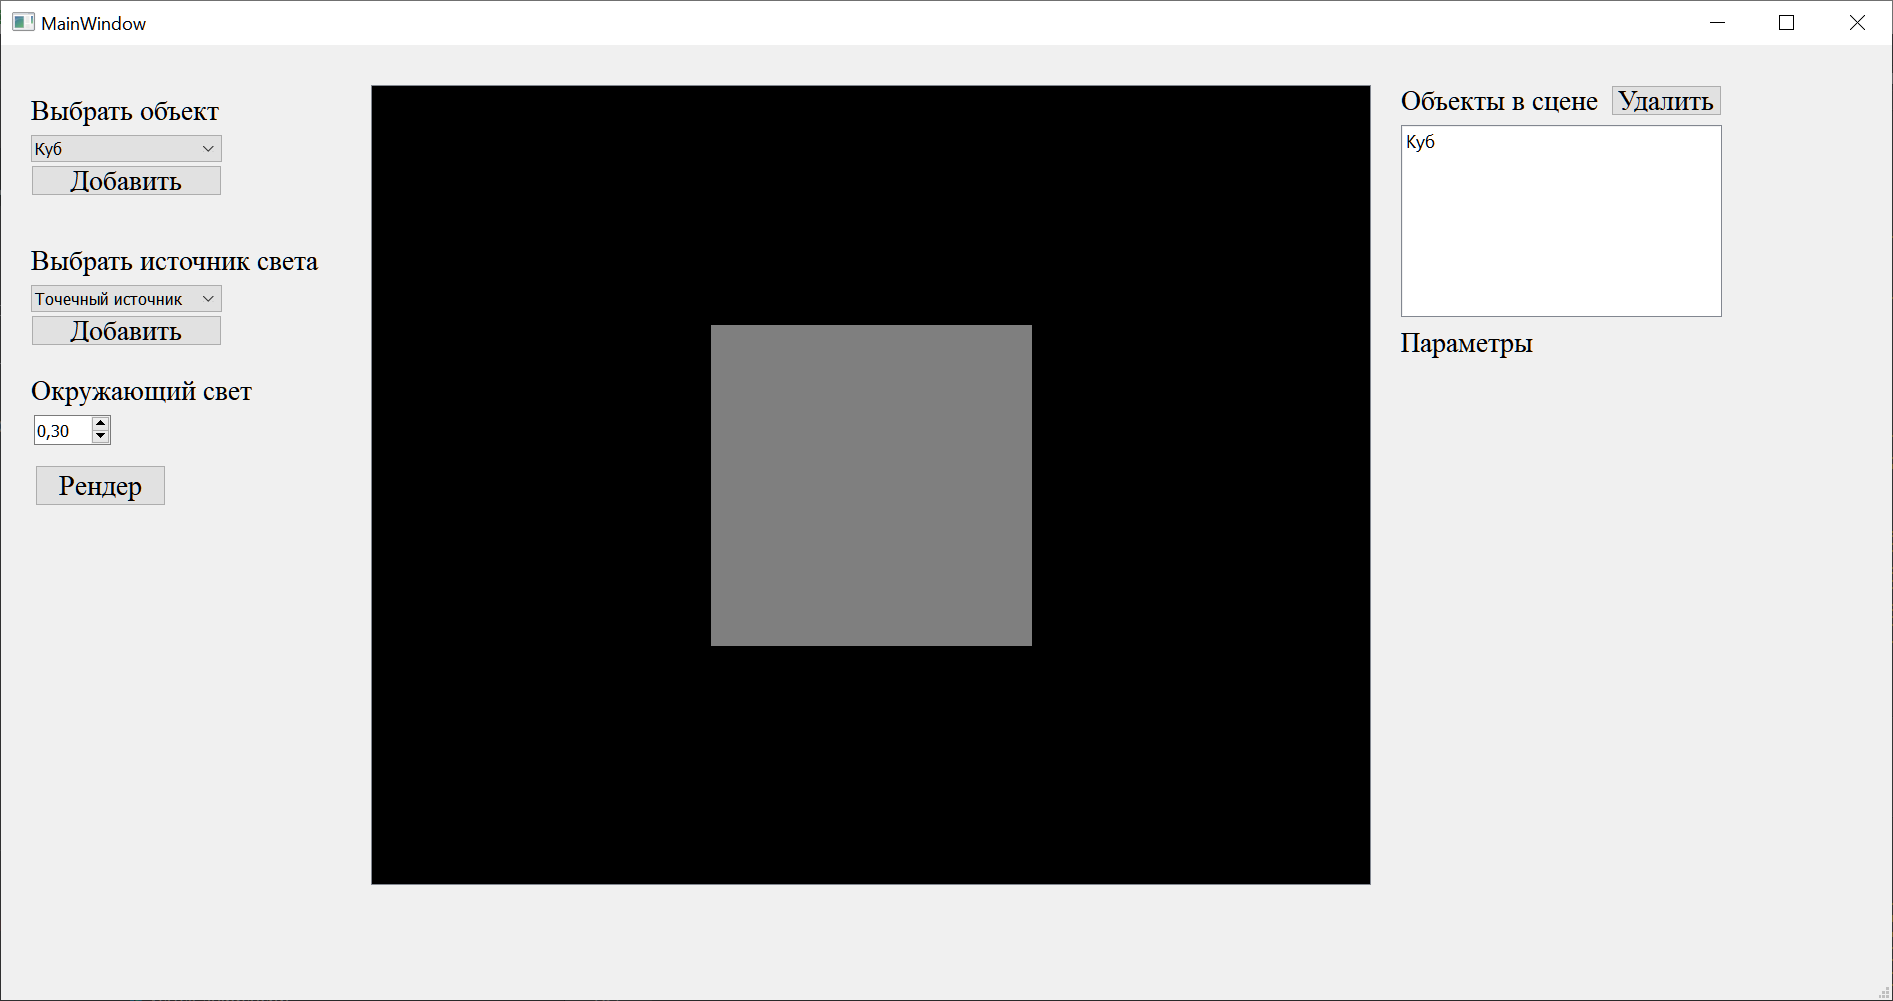 MainWindow
Выбрать объект
Куб
Добавить
Выбрать источник света
Точечный источник
Добавить
Окружающий свет
0,30
Рендер
Объекты в сцене
Удалить
Куб
Параметры